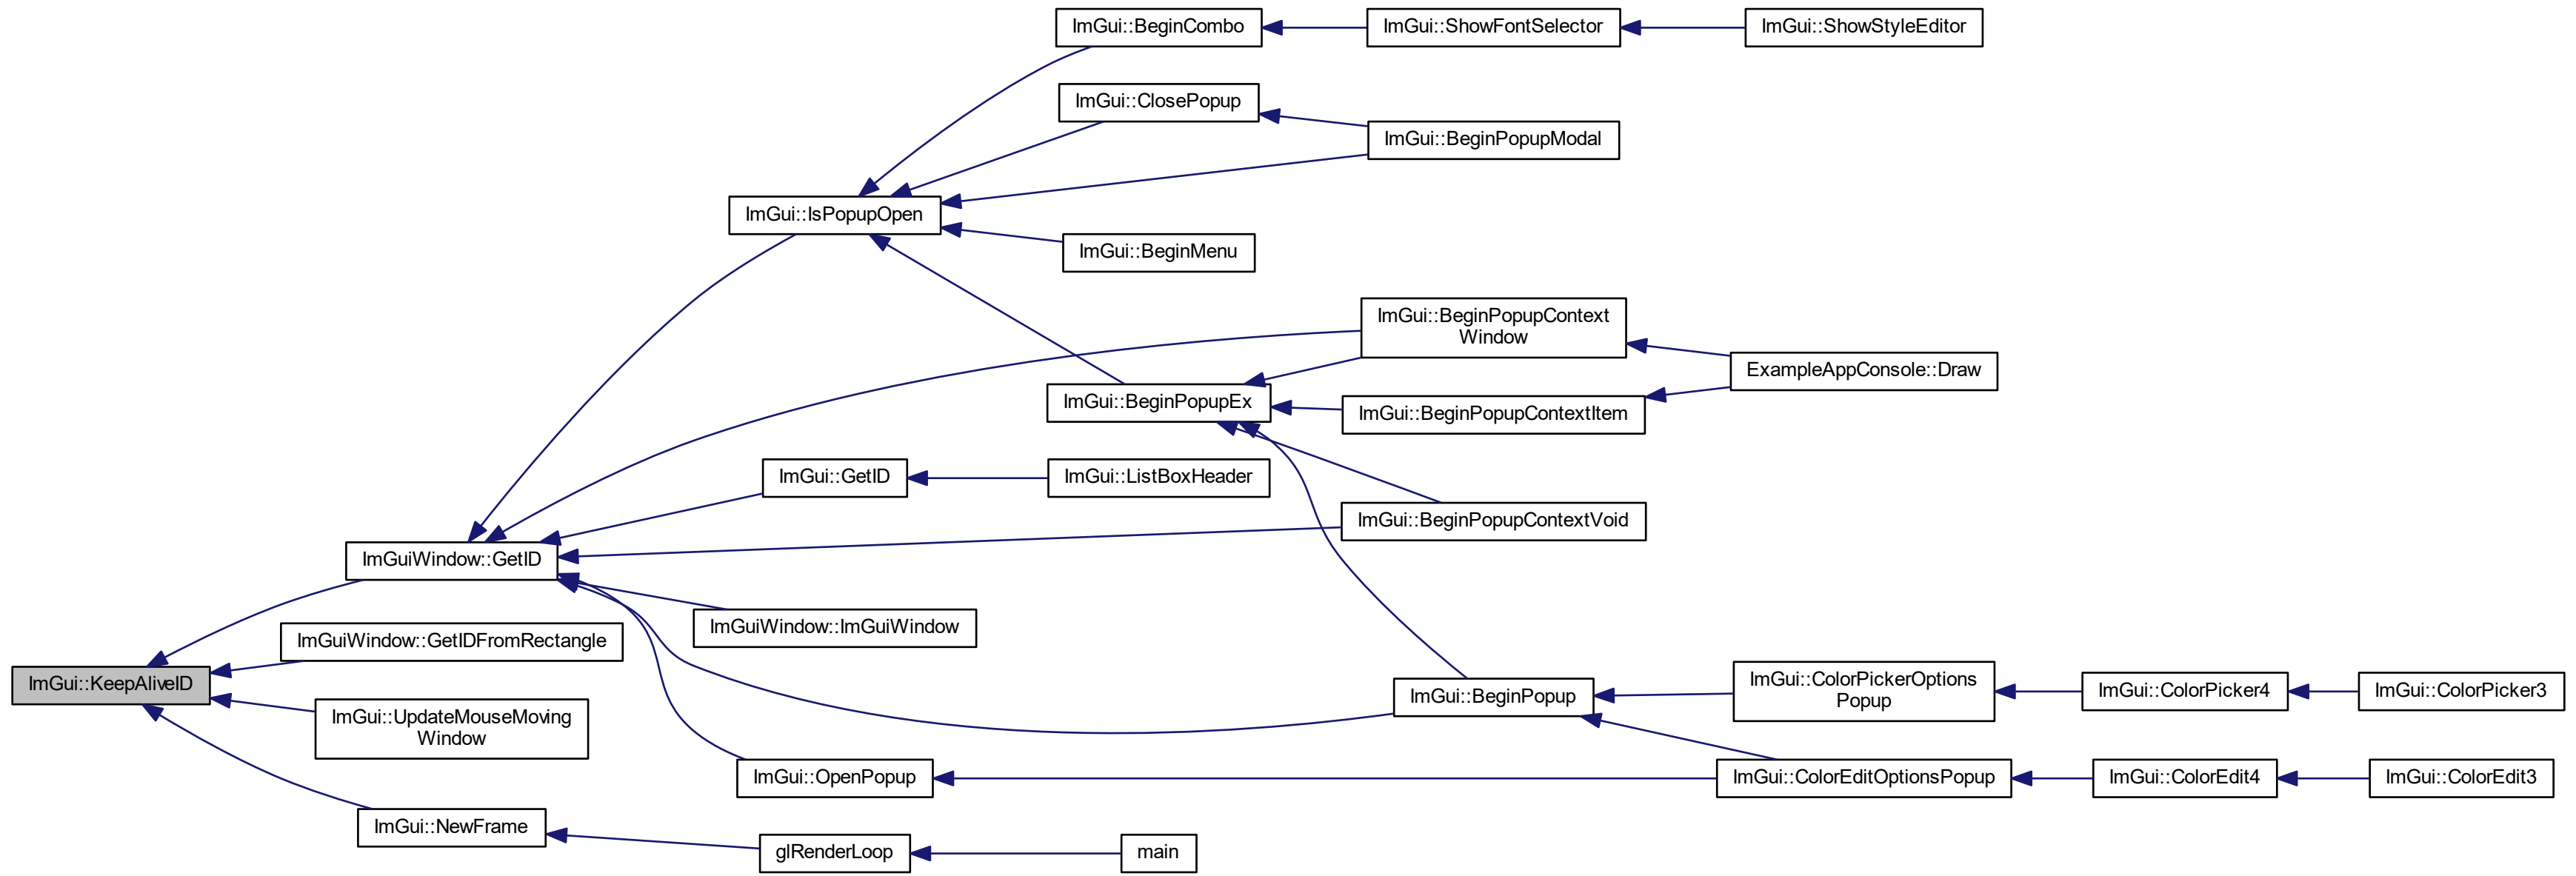 ImGui::BeginCombo
ImGui::ShowFontSelector
ImGui::ShowStyleEditor
ImGui::ClosePopup
ImGui::BeginPopupModal
ImGui::IsPopupOpen
ImGui::BeginMenu
ImGui::BeginPopupContext
Window
ExampleAppConsole::Draw
ImGui::BeginPopupEx
ImGui::BeginPopupContextItem
ImGui::GetID
ImGui::ListBoxHeader
ImGui::BeginPopupContextVoid
ImGuiWindow::GetID
ImGuiWindow::ImGuiWindow
ImGuiWindow::GetIDFromRectangle
ImGui::KeepAliveID
ImGui::UpdateMouseMoving
Window
ImGui::BeginPopup
ImGui::ColorPickerOptions
Popup
ImGui::ColorPicker4
ImGui::ColorPicker3
ImGui::OpenPopup
ImGui::ColorEditOptionsPopup
ImGui::ColorEdit4
ImGui::ColorEdit3
ImGui::NewFrame
glRenderLoop
main